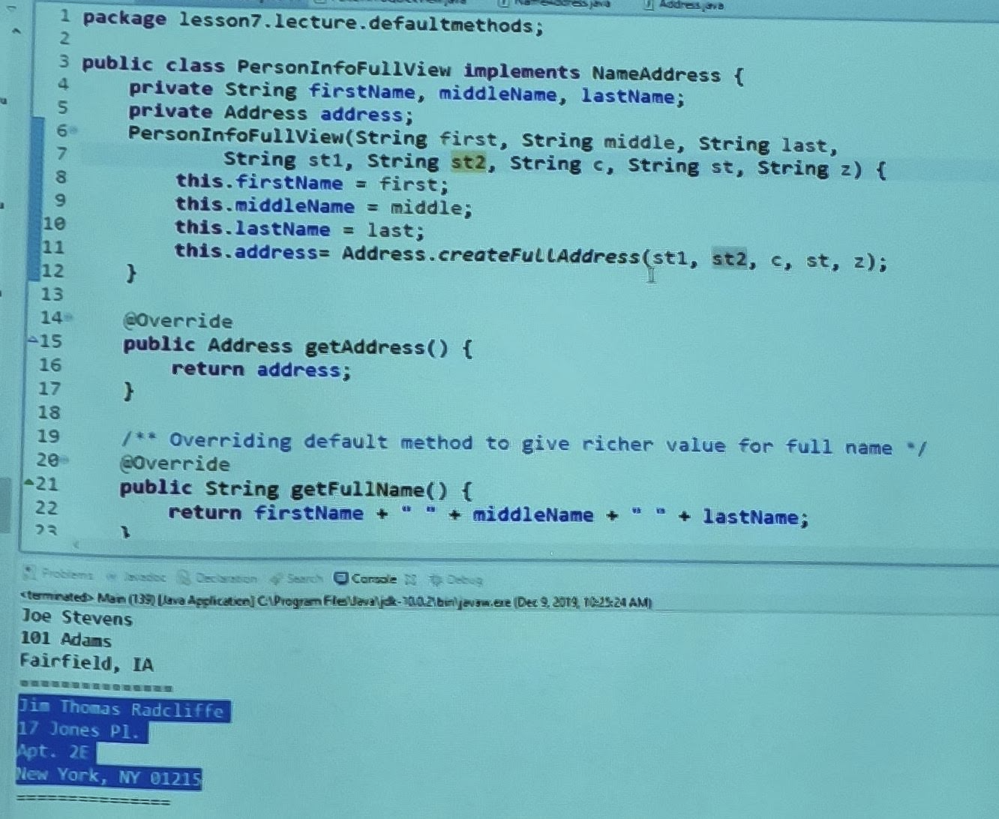 Address.java
1 package lesson7.lecture.defaultmethods;
2
3 public class PersonInfoFullView implements NameAddress {
4 private String firstName, middleName, lastName;
5 private Address address;
6 PersonInfoFullView(String first, String middle, String last,
7 String st1, String st2, String c, String st, String z) {
8 this.firstName = first;
9 this.middleName = middle;
10 this.lastName = last;
11 this.address= Address.createFullAddress(st1, st2, c, st, z);
12 }
13
14 @Override
15 public Address getAddress() {
16 return address;
17 }
18
19 /** Overriding default method to give richer value for full name */
20 @Override
21 public String getFullName() {
22 return firstName + " " + middleName + " " + lastName;
23 }
Problems Javadoc Declaration Search Console Debug
<terminated> Main (139) [Java Application] C:\Program Files\Java\jdk-10.0.2\bin\javaw.exe (Dec 9, 2019, 10:25:24 AM)
Joe Stevens
101 Adams
Fairfield, IA
===============
Jim Thomas Radcliffe
17 Jones Pl.
Apt. 2E
New York, NY 01215
===============